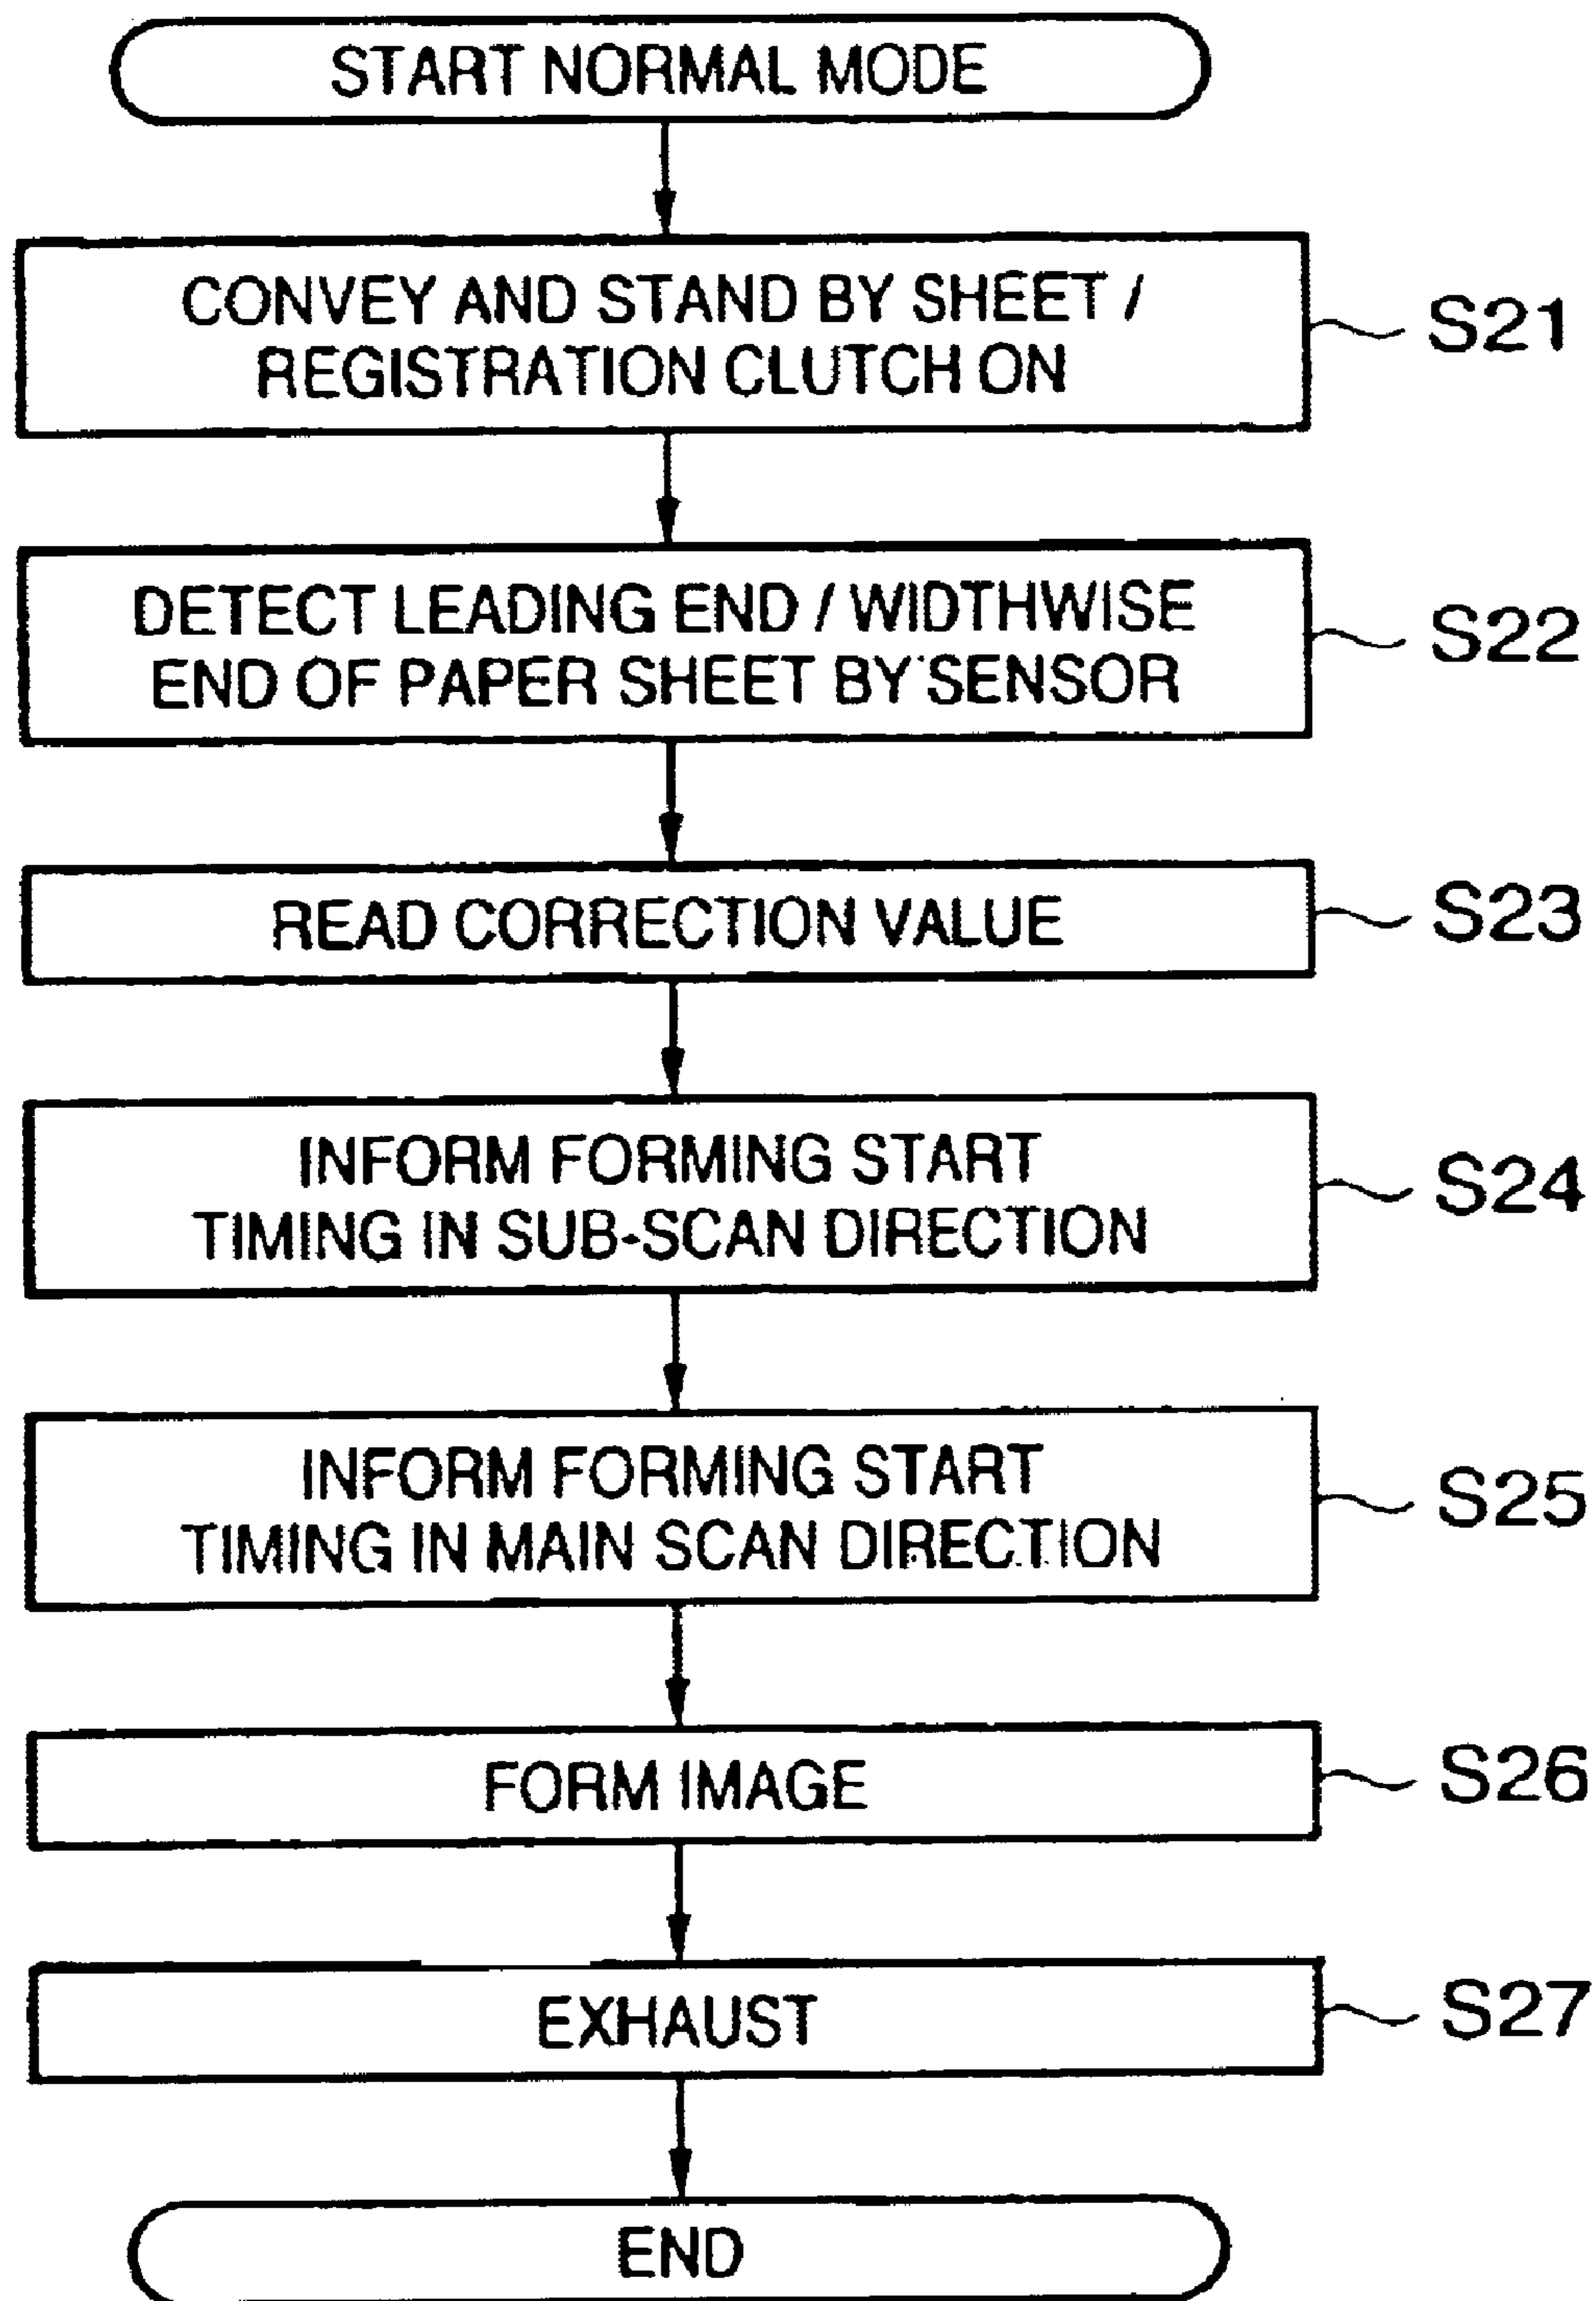 START NORMAL MODE
CONVEY AND STAND BY SHEET /
REGISTRATION CLUTCH ON
S21
DETECT LEADING END / WIDTHWISE
END OF PAPER SHEET BY SENSOR
S22
READ CORRECTION VALUE
S23
INFORM FORMING START
TIMING IN SUB-SCAN DIRECTION
S24
INFORM FORMING START
TIMING IN MAIN SCAN DIRECTION
S25
FORM IMAGE
S26
EXHAUST
S27
END